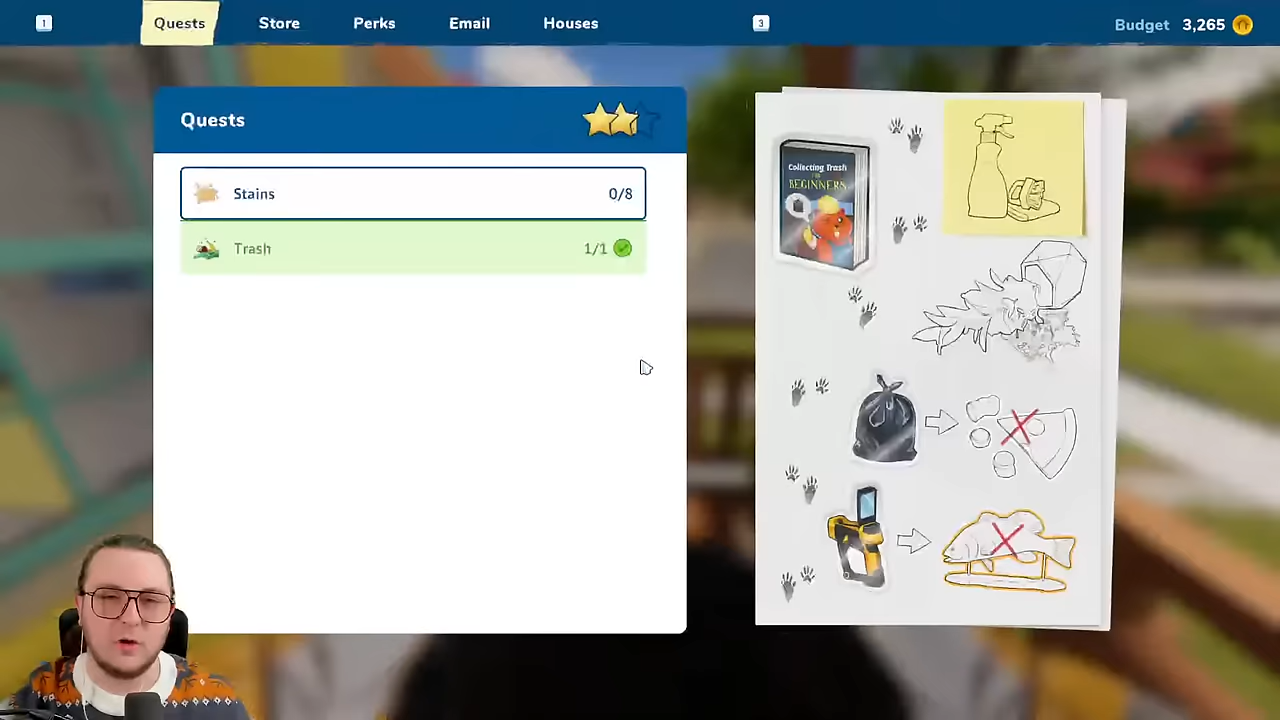 1
Quests
Store
Perks
Email
Houses
3
Budget 3,265
Quests
Stains 0/8
Trash 1/1
Collecting Trash
FOR
BEGINNERS